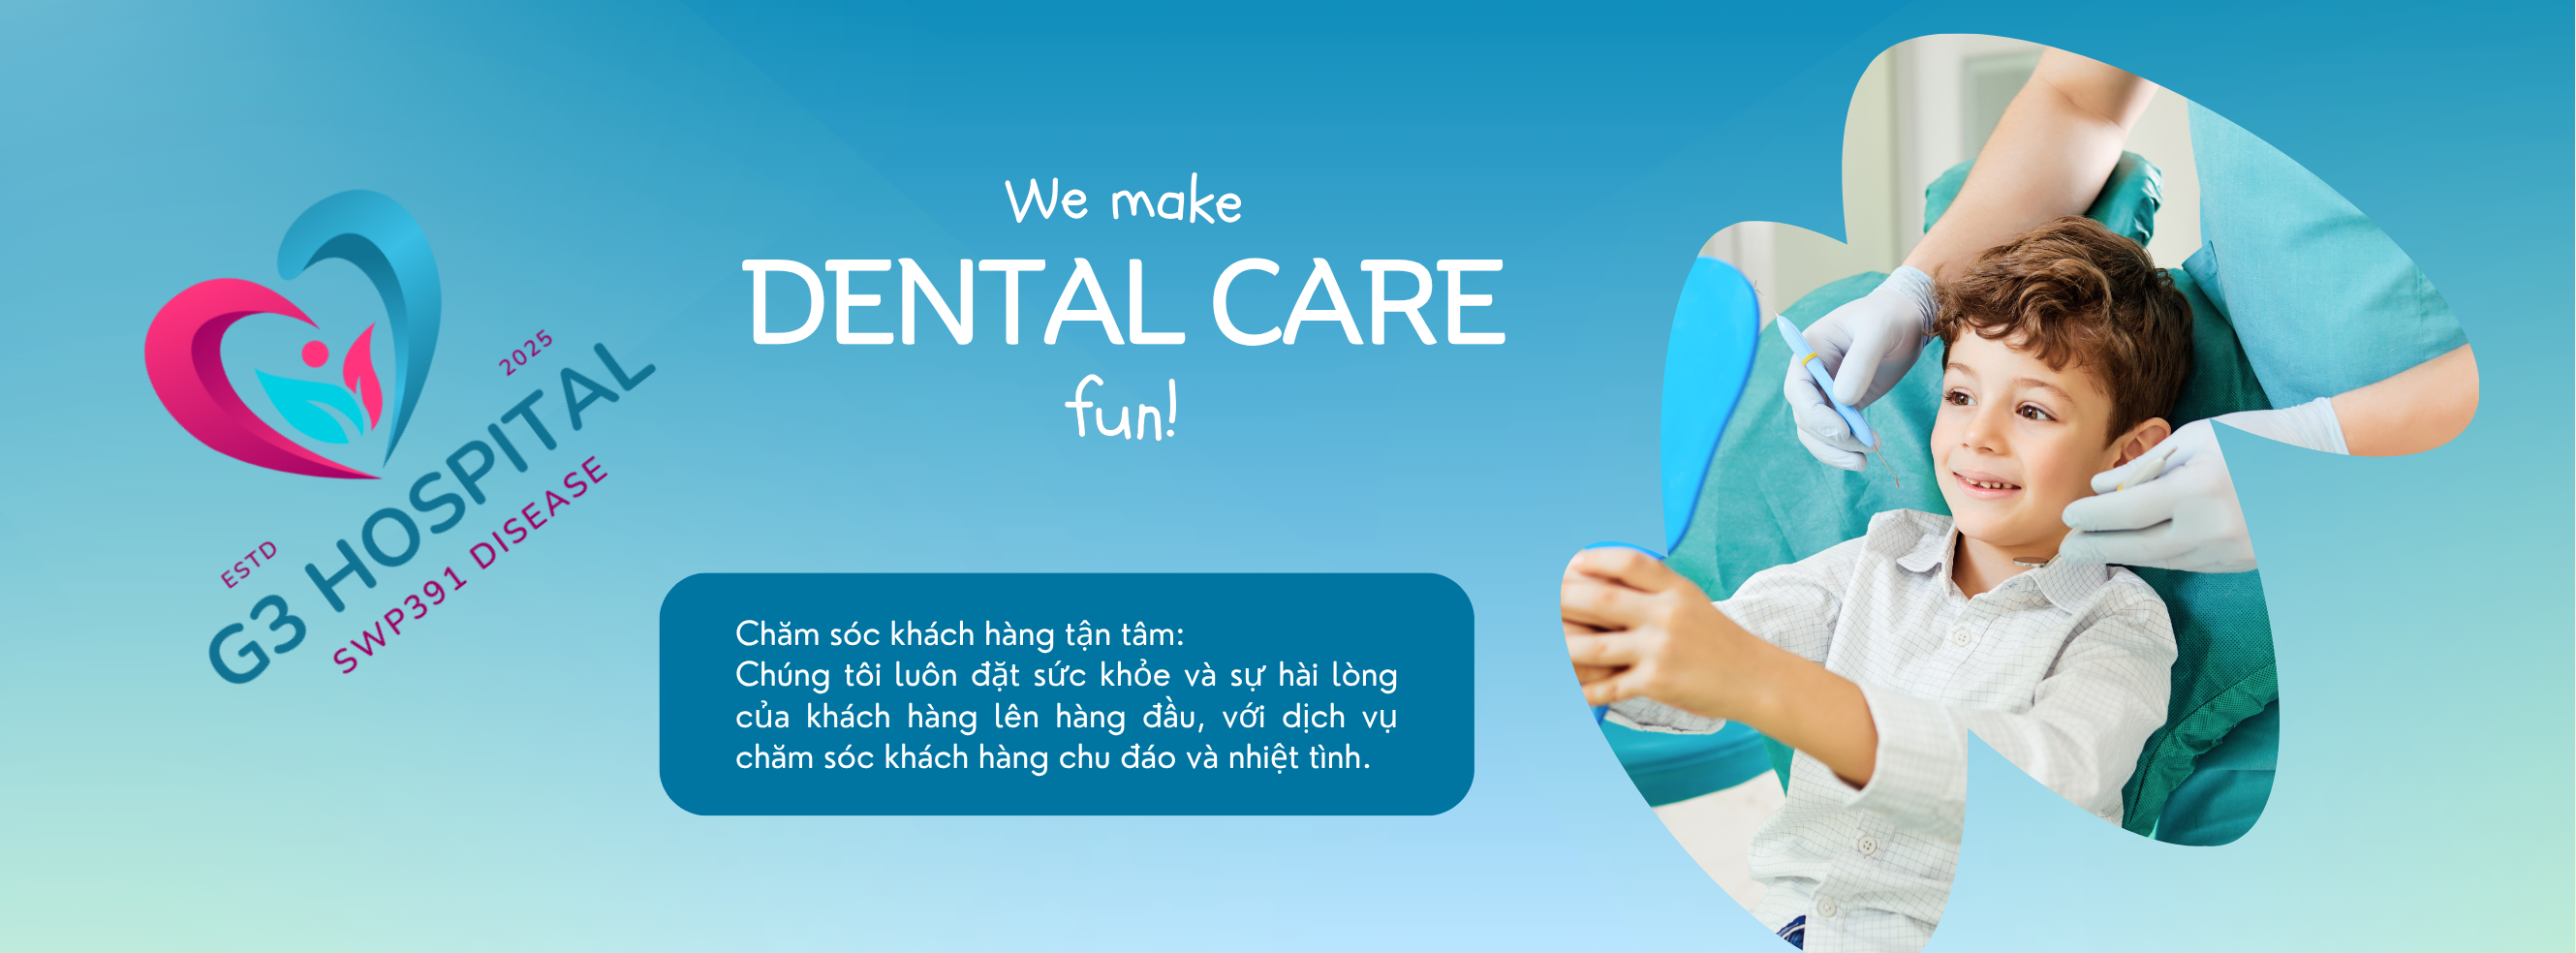 2025
ESTD
G3 HOSPITAL
SWP391 DISEASE
We make
DENTAL CARE
fun!
Chăm sóc khách hàng tận tâm:
Chúng tôi luôn đặt sức khỏe và sự hài lòng
của khách hàng lên hàng đầu, với dịch vụ
chăm sóc khách hàng chu đáo và nhiệt tình.